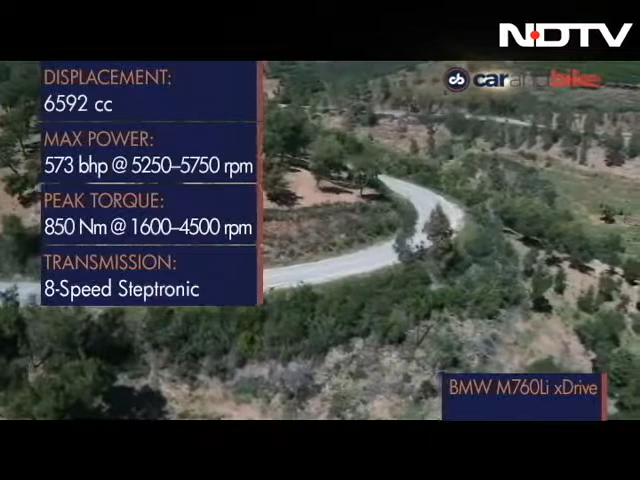 NDTV
carandbike
DISPLACEMENT:
6592 cc
MAX POWER:
573 bhp @ 5250–5750 rpm
PEAK TORQUE:
850 Nm @ 1600–4500 rpm
TRANSMISSION:
8-Speed Steptronic
BMW M760Li xDrive